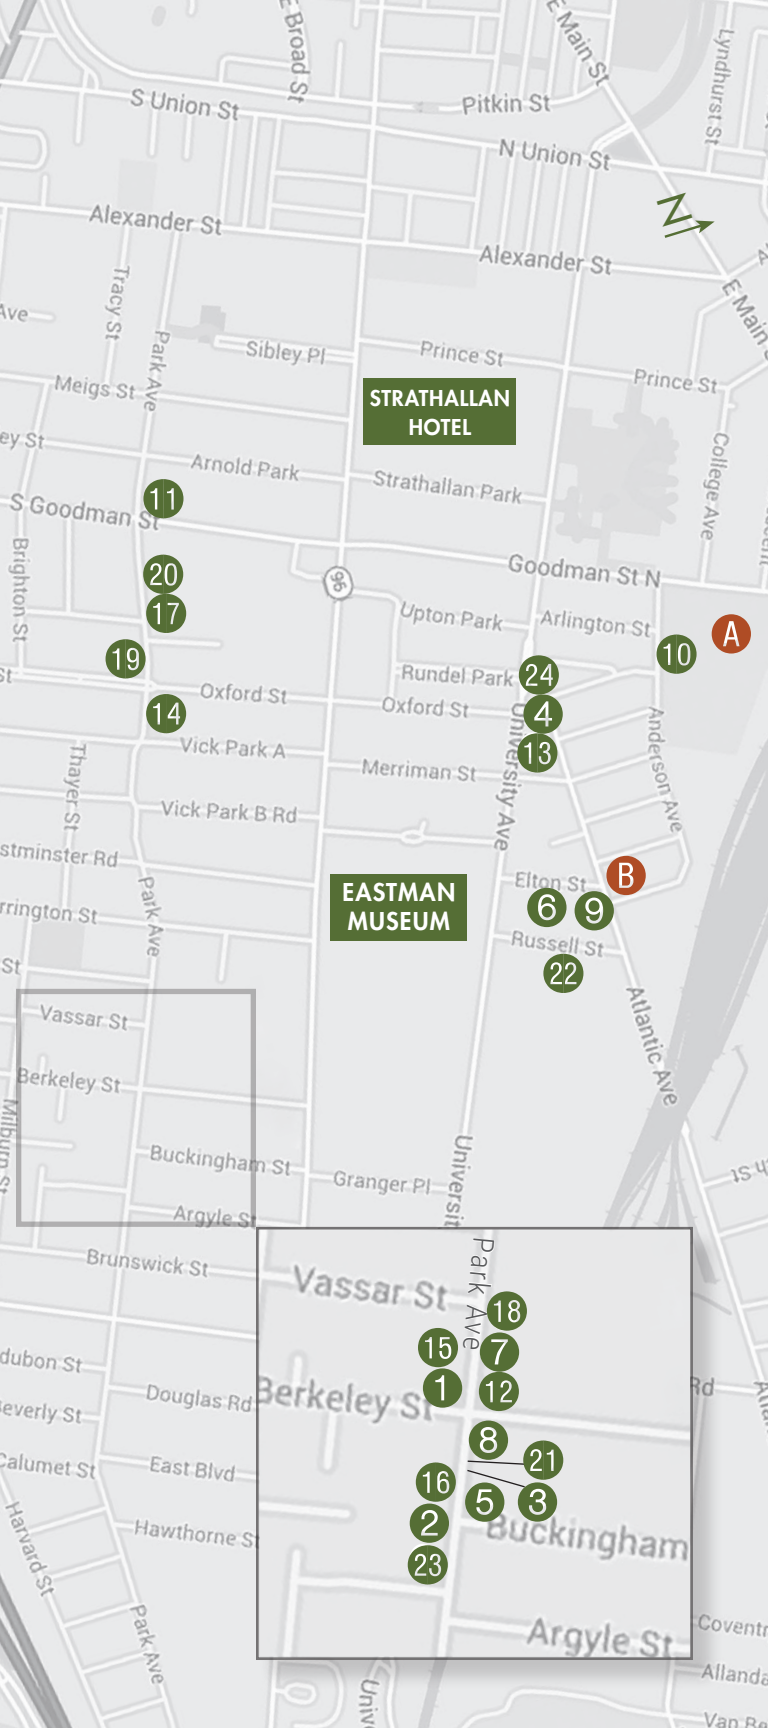 E Broad St
E Main St
Lyndhurst St
S Union St
Pitkin St
N Union St
N
Alexander St
Alexander St
Tracy St
Ave
Park Ave
E Main
Sibley Pl
Prince St
Prince St
Meigs St
STRATHALLAN
HOTEL
ey St
Arnold Park
Strathallan Park
College Ave
11
S Goodman St
Brighton St
Goodman St N
20
96
17
Upton Park
Arlington St
A
19
10
St
Rundel Park
24
Oxford St
Oxford St
4
14
University Ave
Anderson Ave
Vick Park A
13
Thayer St
Merriman St
Vick Park B Rd
stminster Rd
Park Ave
EASTMAN
MUSEUM
Elton St
B
6
9
rrington St
Russell St
St
22
Atlantic Ave
Vassar St
Berkeley St
Milburn St
Buckingham St
Granger Pl
Universit
Argyle St
Brunswick St
Park Ave
Vassar St
18
15
7
1
12
Berkeley St
8
21
16
5
3
2
Buckingham
23
Argyle St
dubon St
Douglas Rd
Rd
everly St
Calumet St
East Blvd
Harvard St
Hawthorne St
Park Ave
Coventr
Allanda
Unive
Van Be